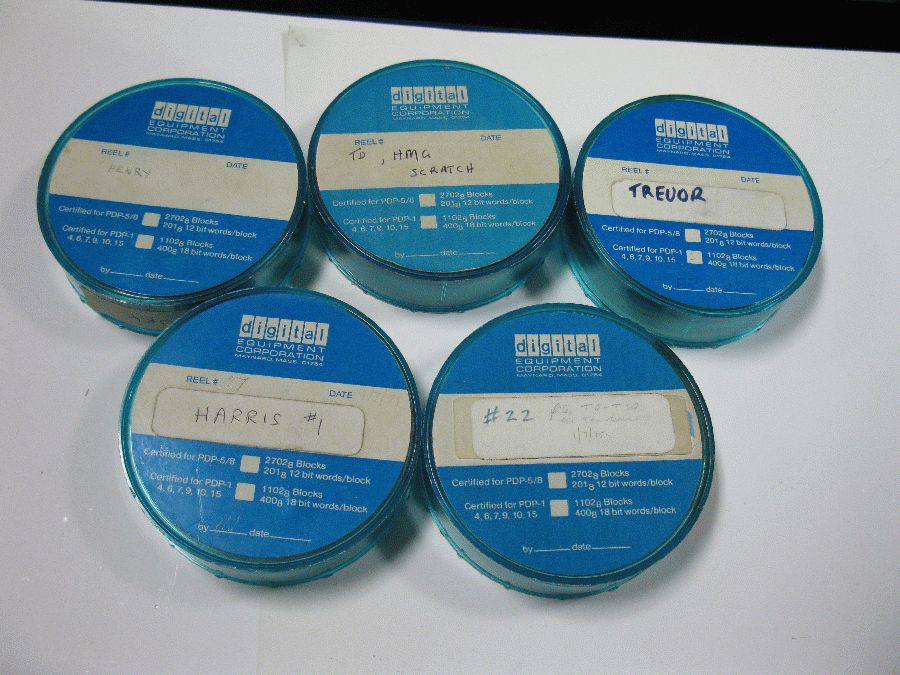 digital
EQUIPMENT
CORPORATION
MAYNARD, MASS. 01754
REEL #
DATE
HENRY
Certified for PDP-5/8 2702₈ Blocks
201₈ 12 bit words/block
Certified for PDP-1 1102₈ Blocks
4, 6, 7, 9, 10, 15 400₈ 18 bit words/block
by date
digital
EQUIPMENT
CORPORATION
MAYNARD, MASS. 01754
REEL #
DATE
TD, HMG
SCRATCH
Certified for PDP-5/8 2702₈ Blocks
201₈ 12 bit words/block
Certified for PDP-1 1102₈ Blocks
4, 6, 7, 9, 10, 15 400₈ 18 bit words/block
by date
digital
EQUIPMENT
CORPORATION
MAYNARD, MASS. 01754
REEL #
DATE
TREVOR
Certified for PDP-5/8 2702₈ Blocks
201₈ 12 bit words/block
Certified for PDP-1 1102₈ Blocks
4, 6, 7, 9, 10, 15 400₈ 18 bit words/block
by date
digital
EQUIPMENT
CORPORATION
MAYNARD, MASS. 01754
REEL #
DATE
HARRIS #1
Certified for PDP-5/8 2702₈ Blocks
201₈ 12 bit words/block
Certified for PDP-1 1102₈ Blocks
4, 6, 7, 9, 10, 15 400₈ 18 bit words/block
by date
digital
EQUIPMENT
CORPORATION
MAYNARD, MASS. 01754
#22
Certified for PDP-5/8 2702₈ Blocks
201₈ 12 bit words/block
Certified for PDP-1 1102₈ Blocks
4, 6, 7, 9, 10, 15 400₈ 18 bit words/block
by date